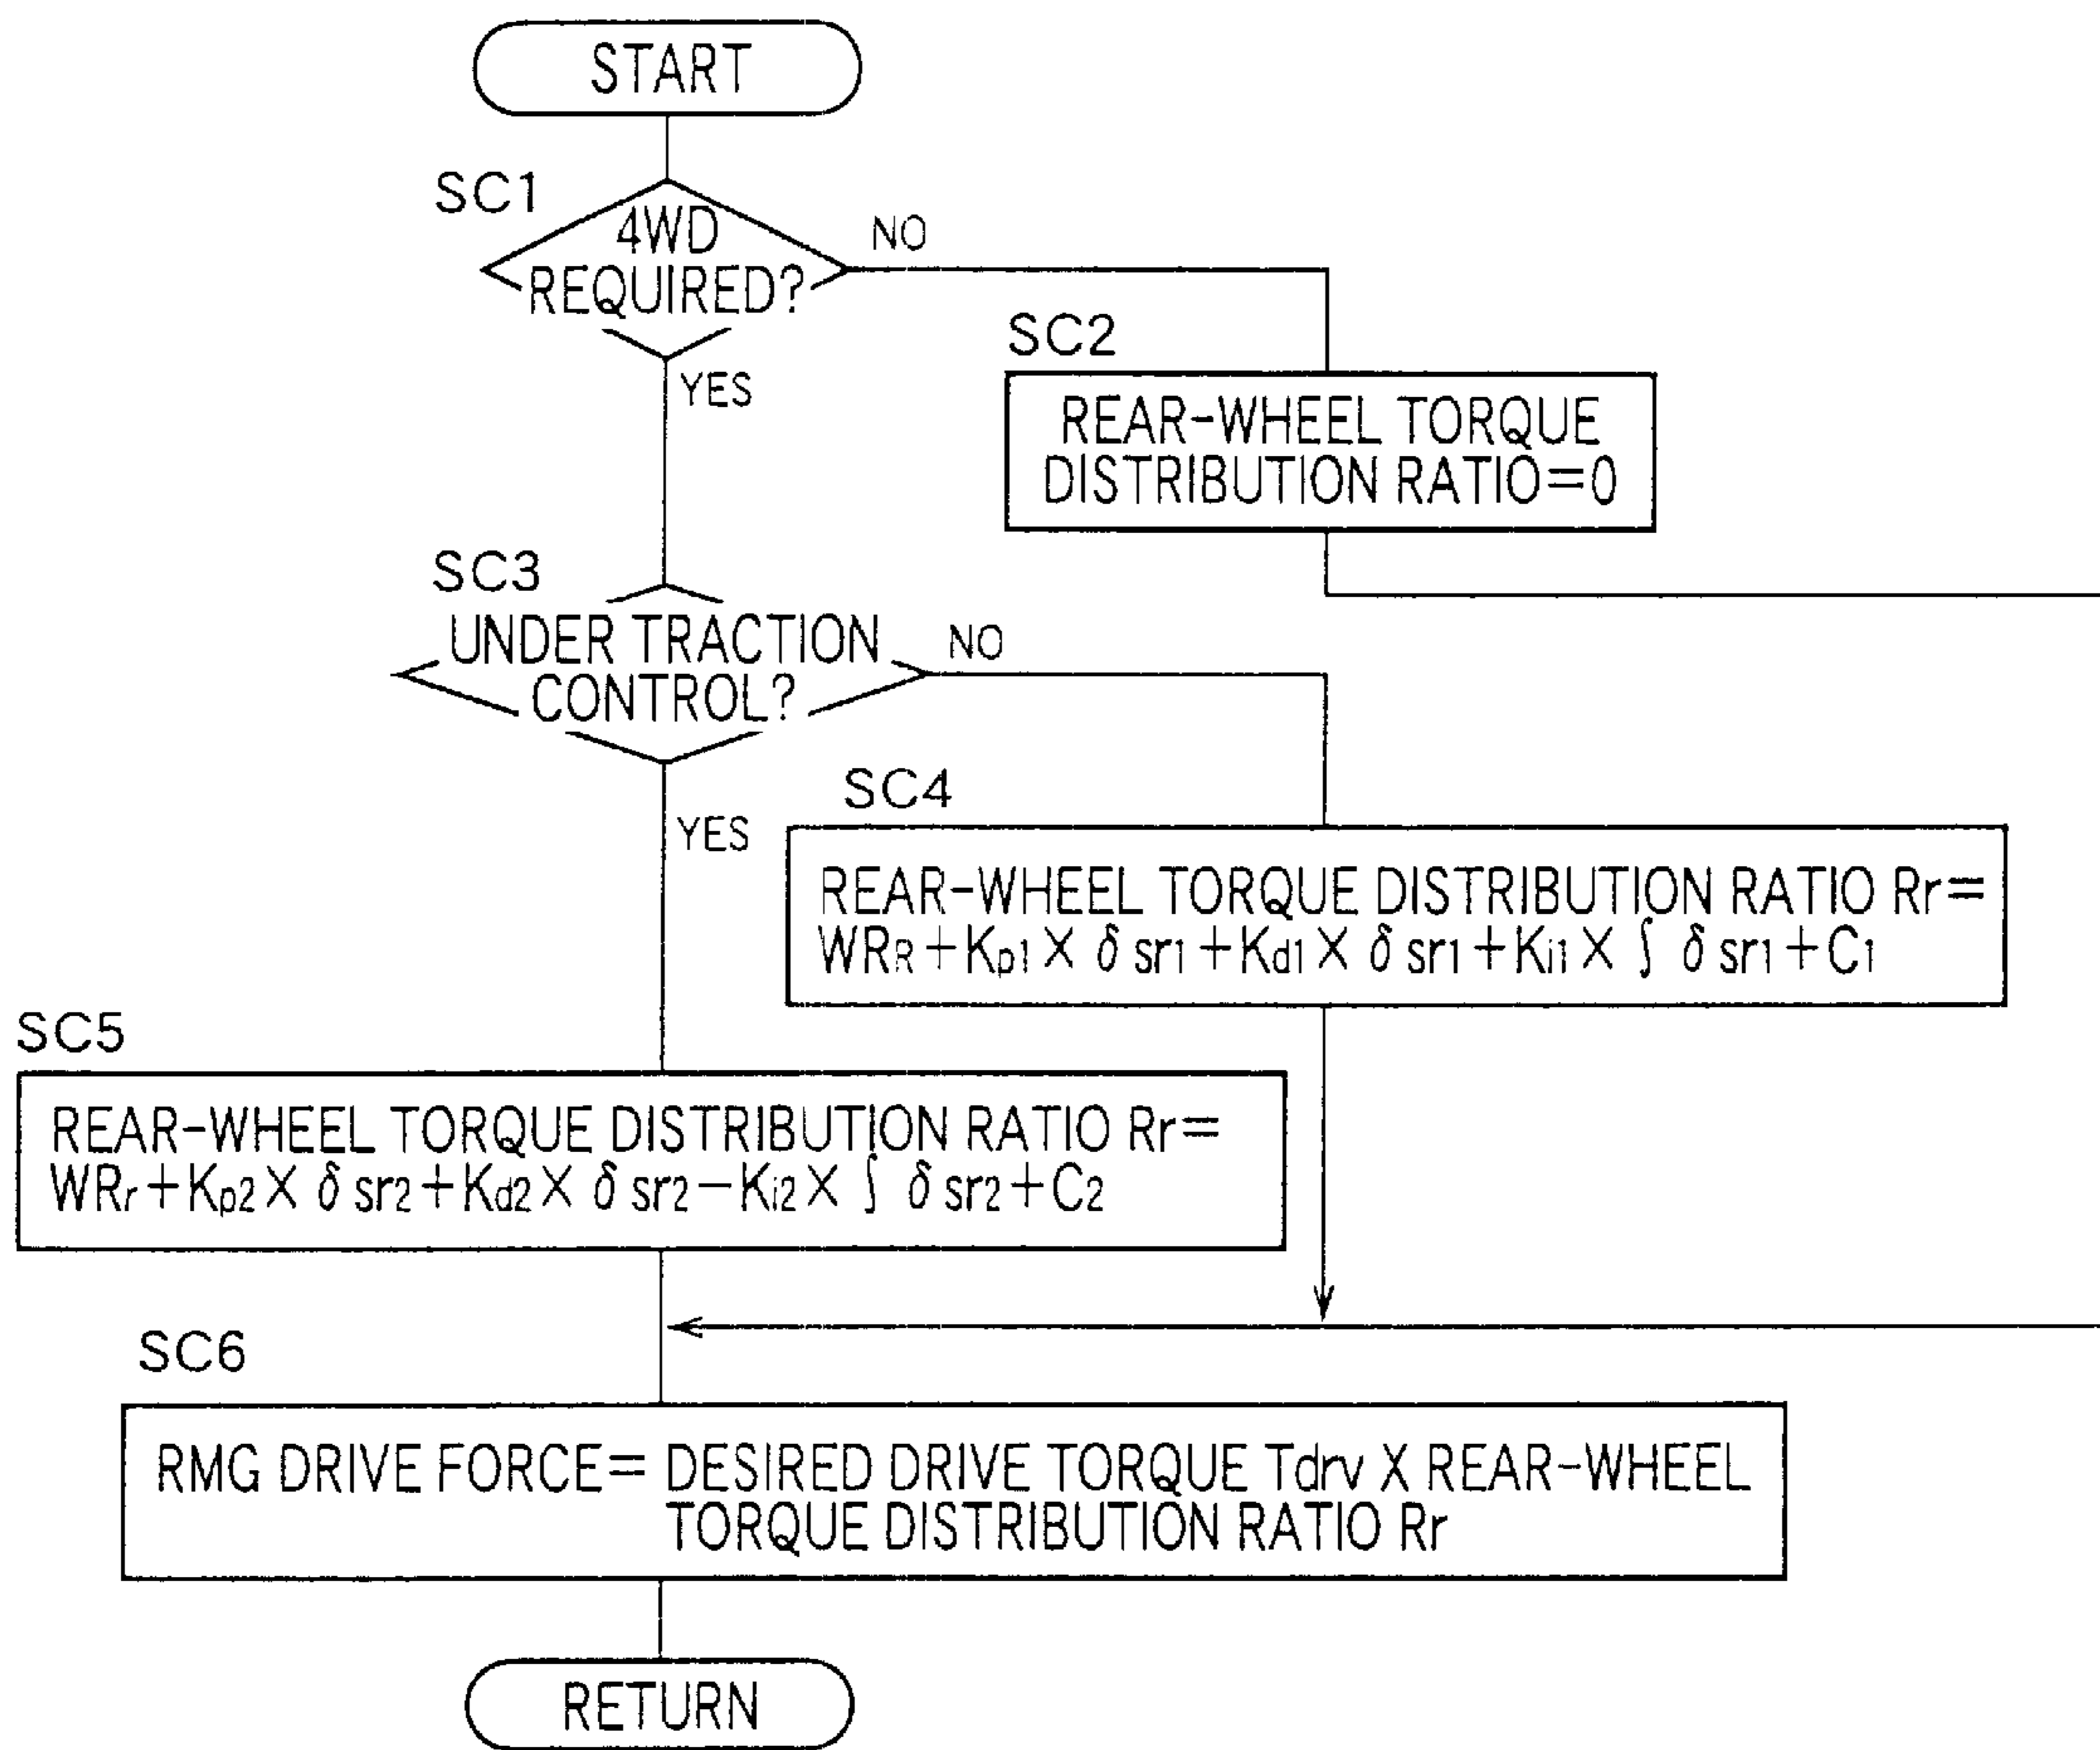 START
SC1
4WD
REQUIRED?
NO
YES
SC2
REAR-WHEEL TORQUE
DISTRIBUTION RATIO=0
SC3
UNDER TRACTION
CONTROL?
NO
YES
SC4
REAR-WHEEL TORQUE DISTRIBUTION RATIO Rr=
WRR+Kp1×δsr1+Kd1×δsr1+Ki1×∫δsr1+C1
SC5
REAR-WHEEL TORQUE DISTRIBUTION RATIO Rr=
WRr+Kp2×δsr2+Kd2×δsr2−Ki2×∫δsr2+C2
SC6
RMG DRIVE FORCE= DESIRED DRIVE TORQUE Tdrv X REAR-WHEEL
TORQUE DISTRIBUTION RATIO Rr
RETURN